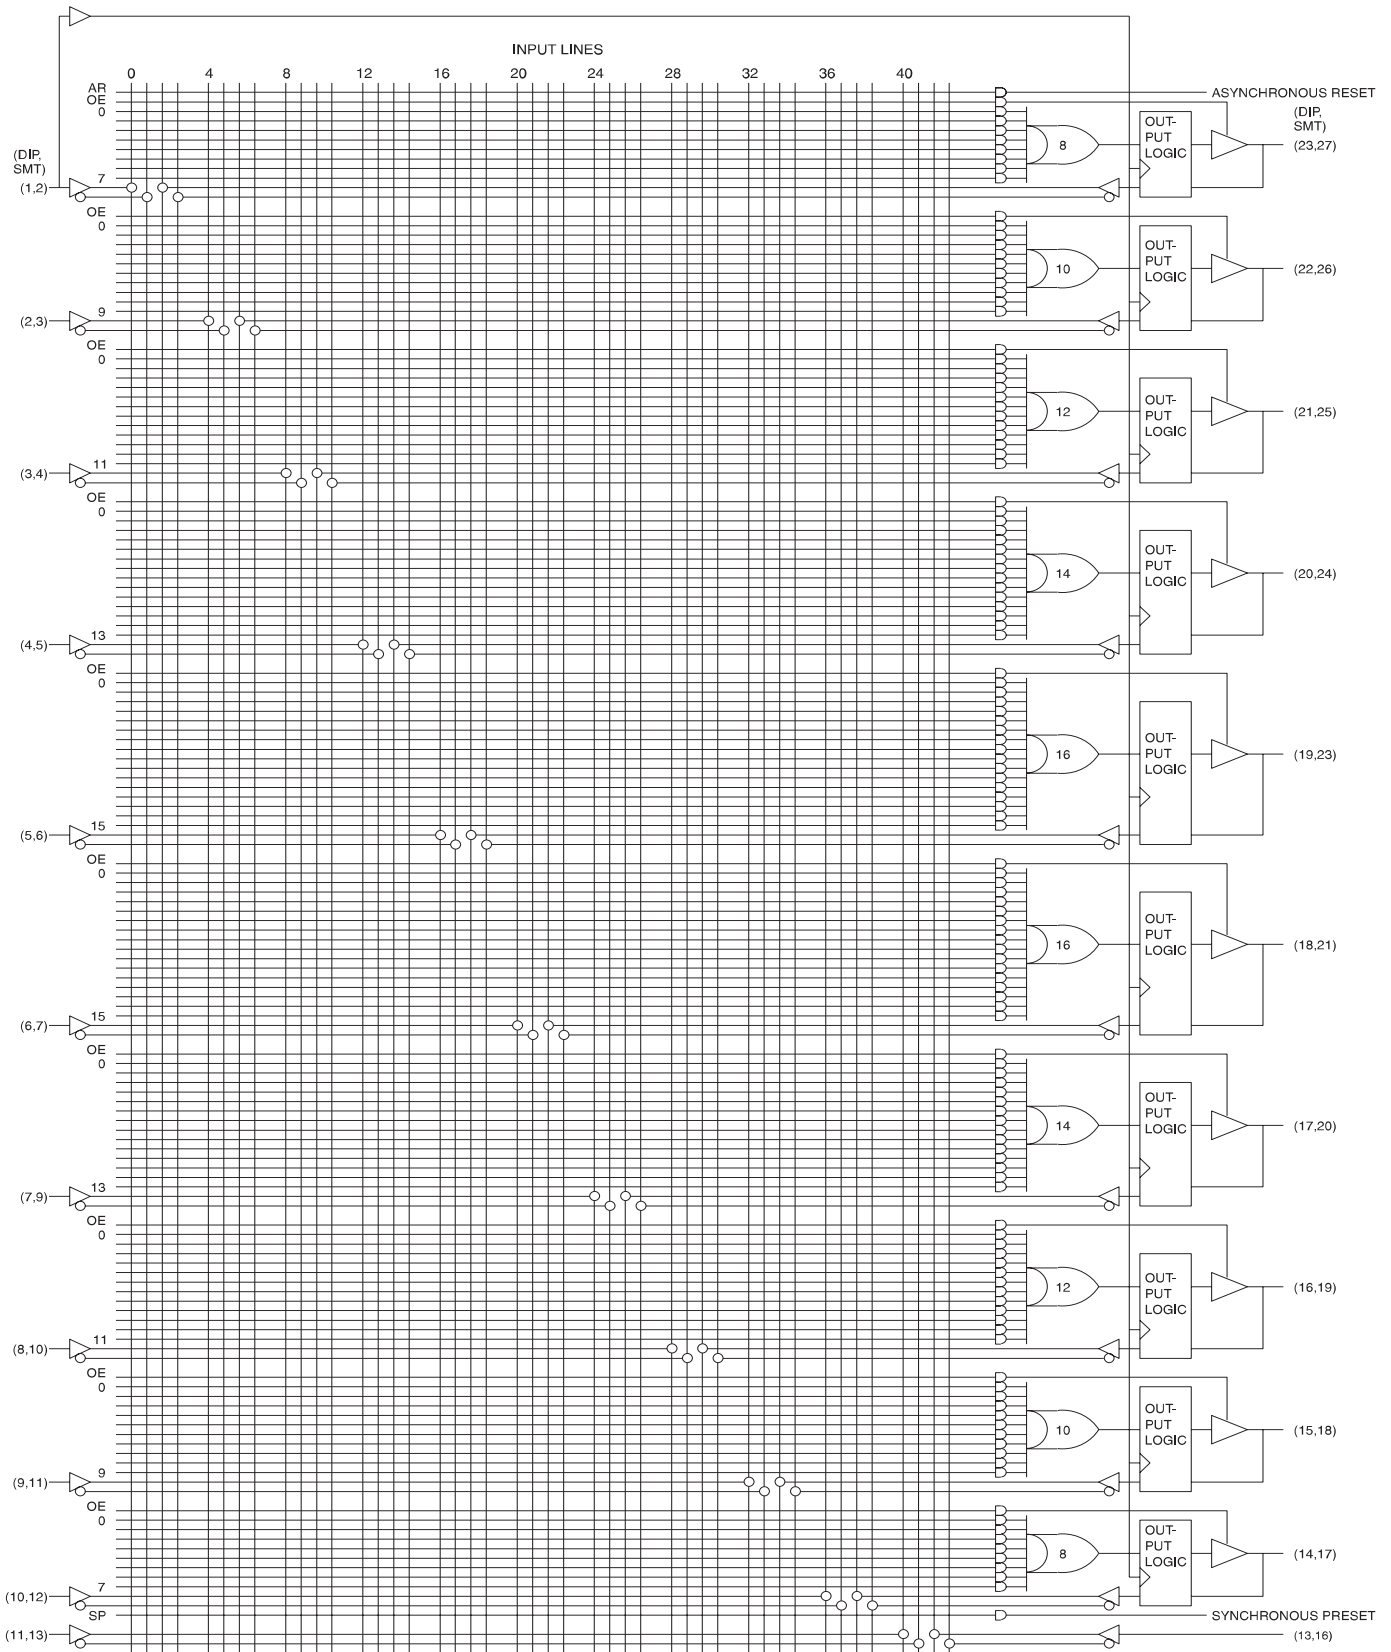 INPUT LINES
0 4 8 12 16 20 24 28 32 36 40
AR
ASYNCHRONOUS RESET
OE
0
(DIP,
SMT)
(DIP,
SMT)
8
OUT-
PUT
LOGIC
(23,27)
7
(1,2)
OE
0
10
OUT-
PUT
LOGIC
(22,26)
9
(2,3)
OE
0
12
OUT-
PUT
LOGIC
(21,25)
11
(3,4)
OE
0
14
OUT-
PUT
LOGIC
(20,24)
13
(4,5)
OE
0
16
OUT-
PUT
LOGIC
(19,23)
15
(5,6)
OE
0
16
OUT-
PUT
LOGIC
(18,21)
15
(6,7)
OE
0
14
OUT-
PUT
LOGIC
(17,20)
13
(7,9)
OE
0
12
OUT-
PUT
LOGIC
(16,19)
11
(8,10)
OE
0
10
OUT-
PUT
LOGIC
(15,18)
9
(9,11)
OE
0
8
OUT-
PUT
LOGIC
(14,17)
7
(10,12)
SP
SYNCHRONOUS PRESET
(11,13)
(13,16)